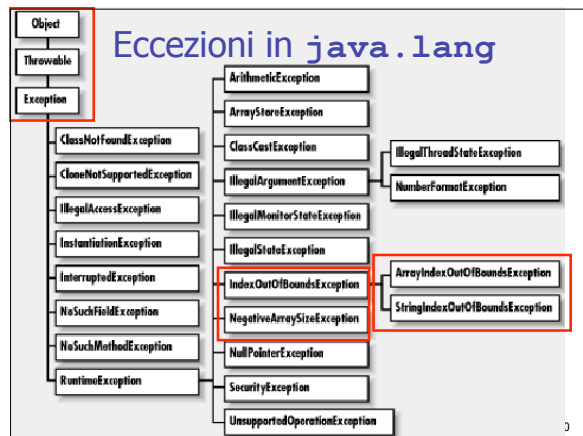 Eccezioni in java.lang
Object
Throwable
Exception
ClassNotFoundException
CloneNotSupportedException
IllegalAccessException
InstantiationException
InterruptedException
NoSuchFieldException
NoSuchMethodException
RuntimeException
ArithmeticException
ArrayStoreException
ClassCastException
IllegalArgumentException
IllegalMonitorStateException
IllegalStateException
IndexOutOfBoundsException
NegativeArraySizeException
NullPointerException
SecurityException
UnsupportedOperationException
IllegalThreadStateException
NumberFormatException
ArrayIndexOutOfBoundsException
StringIndexOutOfBoundsException